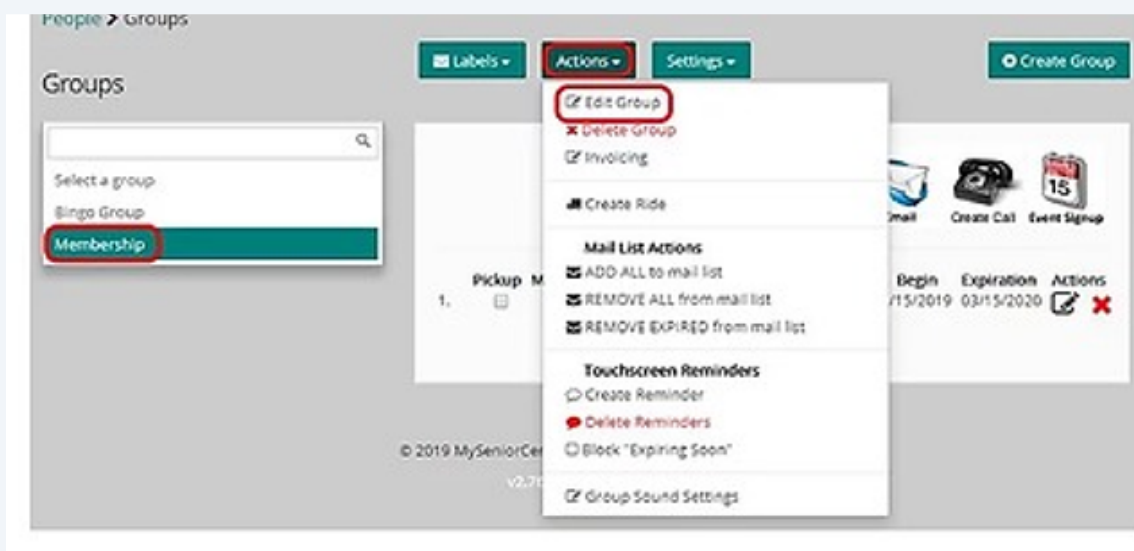 People > Groups
Labels
Actions
Settings
Create Group
Groups
Select a group
Bingo Group
Membership
Edit Group
Delete Group
Invoicing
Create Ride
Mail List Actions
ADD ALL to mail list
REMOVE ALL from mail list
REMOVE EXPIRED from mail list
Touchscreen Reminders
Create Reminder
Delete Reminders
Block "Expiring Soon"
Group Sound Settings
15
Create Call
Event Signup
Pickup
Begin
Expiration
Actions
1.
/15/2019
03/15/2020
© 2019 MySeniorCe
v2.7